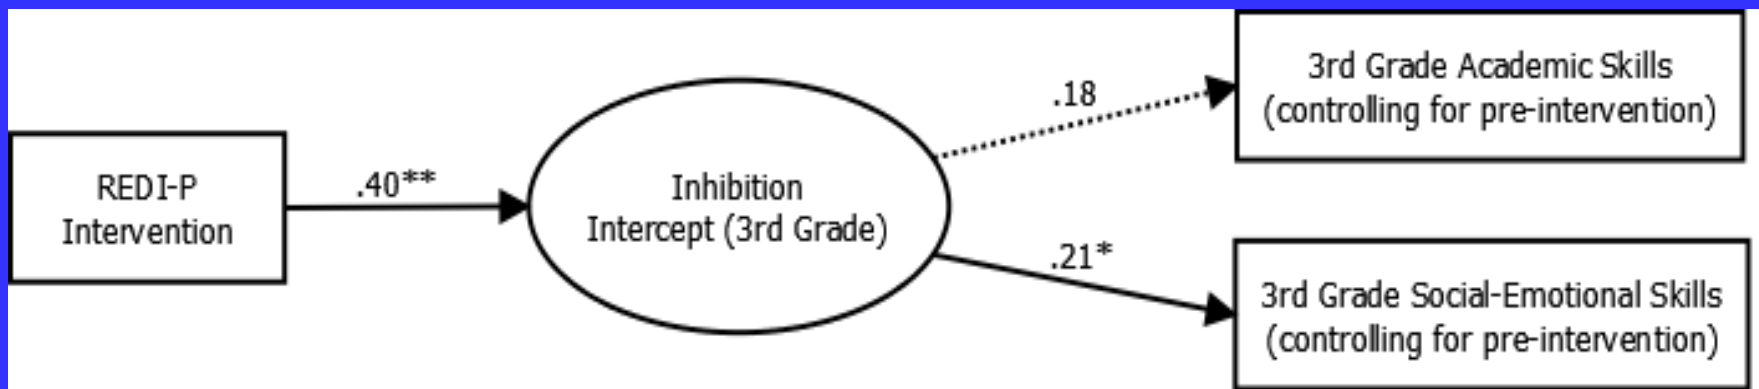 REDI-P
Intervention
.40**
Inhibition
Intercept (3rd Grade)
.18
3rd Grade Academic Skills
(controlling for pre-intervention)
.21*
3rd Grade Social-Emotional Skills
(controlling for pre-intervention)